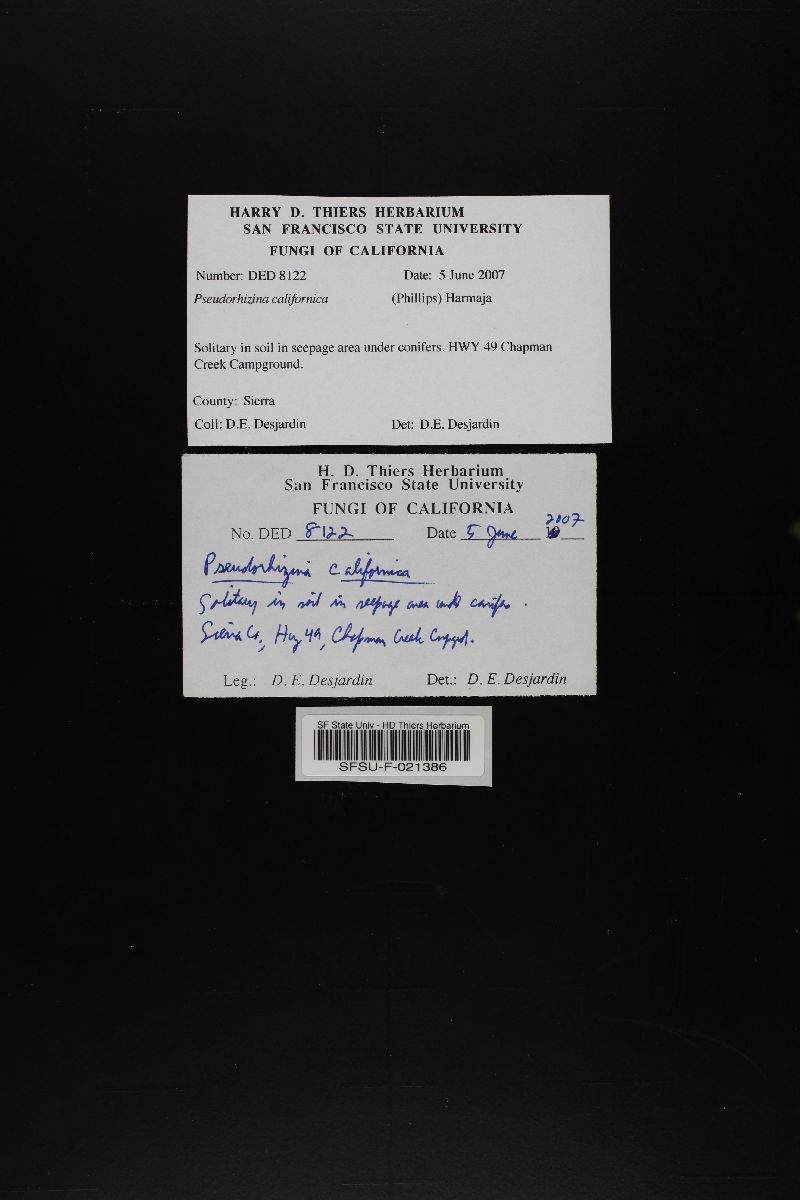 HARRY D. THIERS HERBARIUM
SAN FRANCISCO STATE UNIVERSITY
FUNGI OF CALIFORNIA
Number: DED 8122 Date: 5 June 2007
Pseudorhizina californica (Phillips) Harmaja
Solitary in soil in seepage area under conifers. HWY 49 Chapman
Creek Campground.
County: Sierra
Coll: D.E. Desjardin Det: D.E. Desjardin
H. D. Thiers Herbarium
San Francisco State University
FUNGI OF CALIFORNIA
No. DED 8122 Date 5 June 2007
Pseudorhizina californica
Solitary in soil in seepage area under conifers.
Sierra Co., Hwy 49, Chapman Creek Cmpgd.
Leg.: D. E. Desjardin Det.: D. E. Desjardin
SF State Univ - HD Thiers Herbarium
SFSU-F-021386